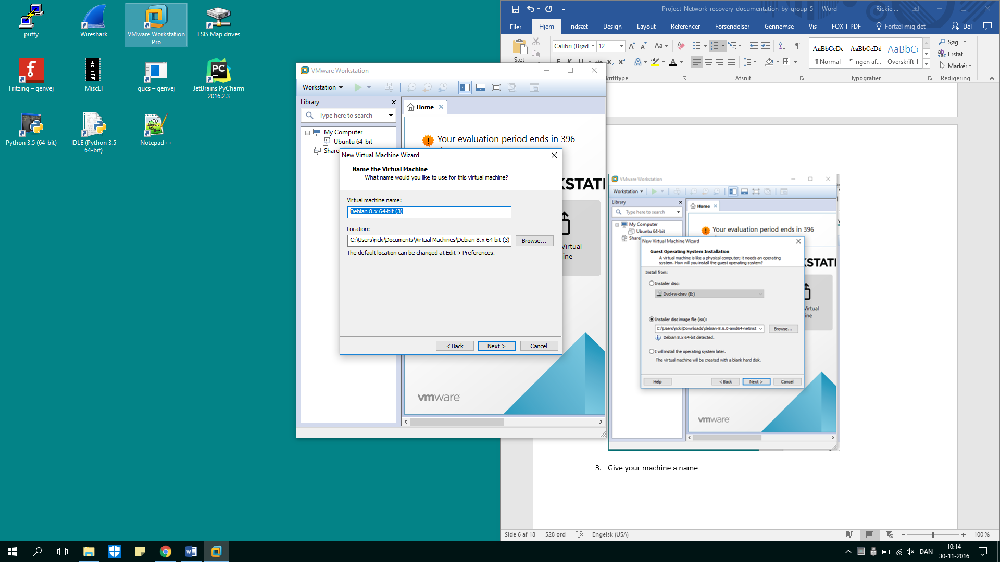 putty
Wireshark
VMware Workstation
Pro
ESIS Map drives
Fritzing – genvej
MiscEl
qucs – genvej
JetBrains PyCharm
2016.2.3
Python 3.5 (64-bit)
IDLE (Python 3.5
64-bit)
Notepad++
VMware Workstation
Workstation
Library
Type here to search
My Computer
Ubuntu 64-bit
Share
Home
Your evaluation period ends in 396
New Virtual Machine Wizard
Name the Virtual Machine
What name would you like to use for this virtual machine?
Virtual machine name:
Debian 8.x 64-bit (3)
Location:
C:\Users\ricki\Documents\Virtual Machines\Debian 8.x 64-bit (3)
Browse...
The default location can be changed at Edit > Preferences.
< Back
Next >
Cancel
KSTATI
Virtual
ine
vmware
Project-Network-recovery-documentation-by-group-5 - Word
Rickie ...
Filer
Hjem
Indsæt
Design
Layout
Referencer
Forsendelser
Gennemse
Vis
FOXIT PDF
Fortæl mig det
Del
Sæt
Calibri (Brød
12
Aa
AaBbCcDd
AaBbCcDd
AaBbCc
¶ Normal
¶ Ingen af...
Overskrift 1
Søg
Erstat
Markér
krifttype
Afsnit
Typografier
Redigering
VMware Workstation
Workstation
Library
Type here to search
My Computer
Ubuntu 64-bit
Share
Home
Your evaluation period ends in 396
New Virtual Machine Wizard
Guest Operating System Installation
A virtual machine is like a physical computer; it needs an operating
system. How will you install the guest operating system?
Install from:
Installer disc:
Dvd-rw-drev (E:)
Installer disc image file (iso):
C:\Users\ricki\Downloads\debian-8.6.0-amd64-netinst
Browse...
Debian 8.x 64-bit detected.
I will install the operating system later.
The virtual machine will be created with a blank hard disk.
Help
< Back
Next >
Cancel
KSTATI
Virtual
ine
vmware
3. Give your machine a name
Side 6 af 18
528 ord
Engelsk (USA)
100 %
DAN
10:14
30-11-2016